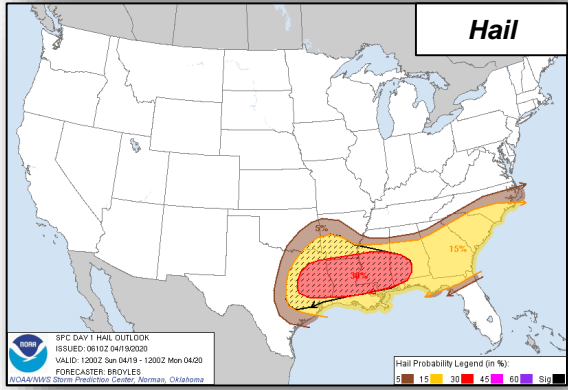 Hail
5%
15%
30%
SPC DAY 1 HAIL OUTLOOK
ISSUED: 0610Z 04/19/2020
VALID: 1200Z Sun 04/19 - 1200Z Mon 04/20
FORECASTER: BROYLES
NOAA/NWS Storm Prediction Center, Norman, Oklahoma
NOAA
Hail Probability Legend (in %):
5 15 30 45 60 Sig